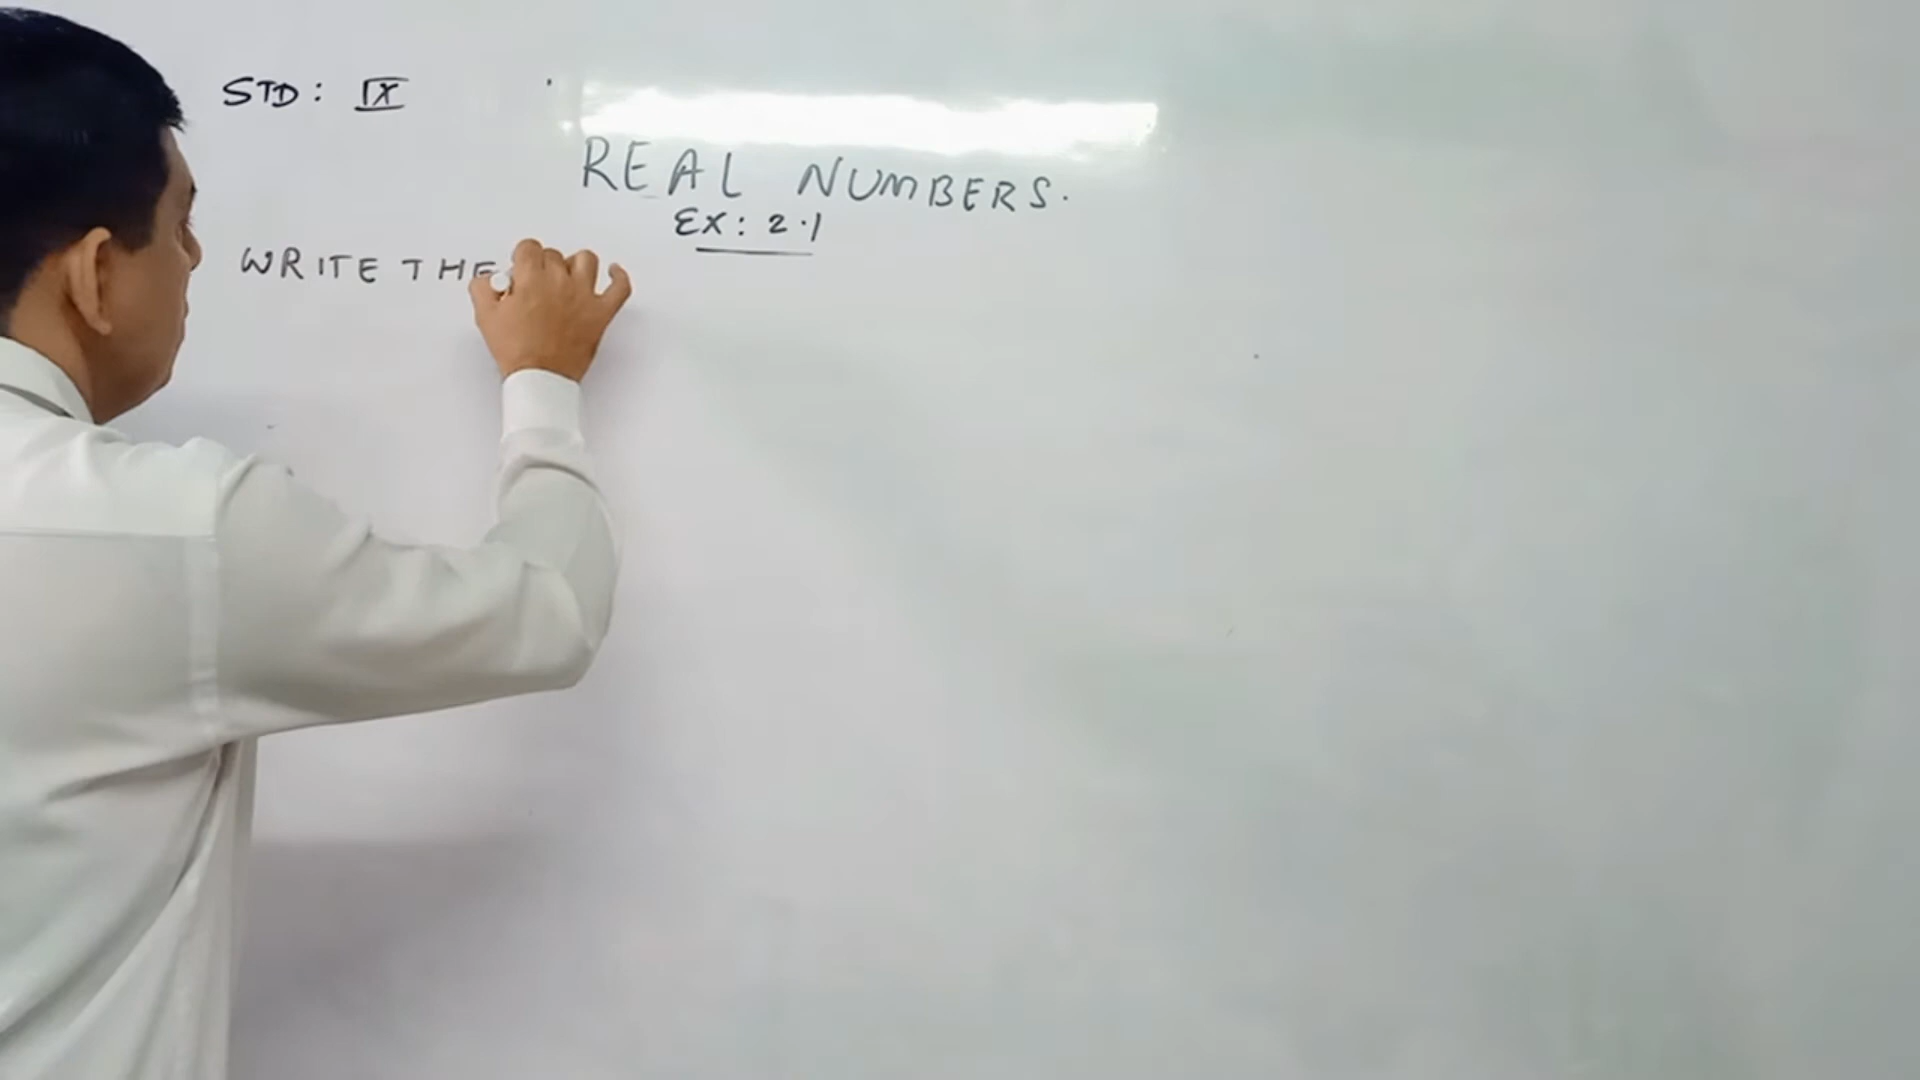 STD: IX
REAL NUMBERS.
EX: 2.1
WRITE THE